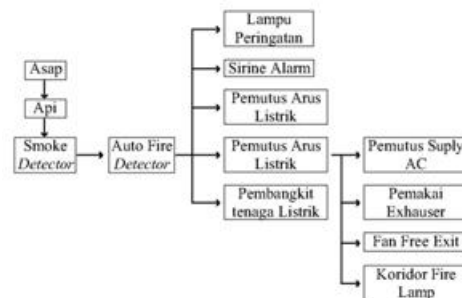 Asap
Api
Smoke
Detector
Auto Fire
Detector
Lampu
Peringatan
Sirine Alarm
Pemutus Arus
Listrik
Pemutus Arus
Listrik
Pembangkit
tenaga Listrik
Pemutus Suply
AC
Pemakai
Exhauser
Fan Free Exit
Koridor Fire
Lamp